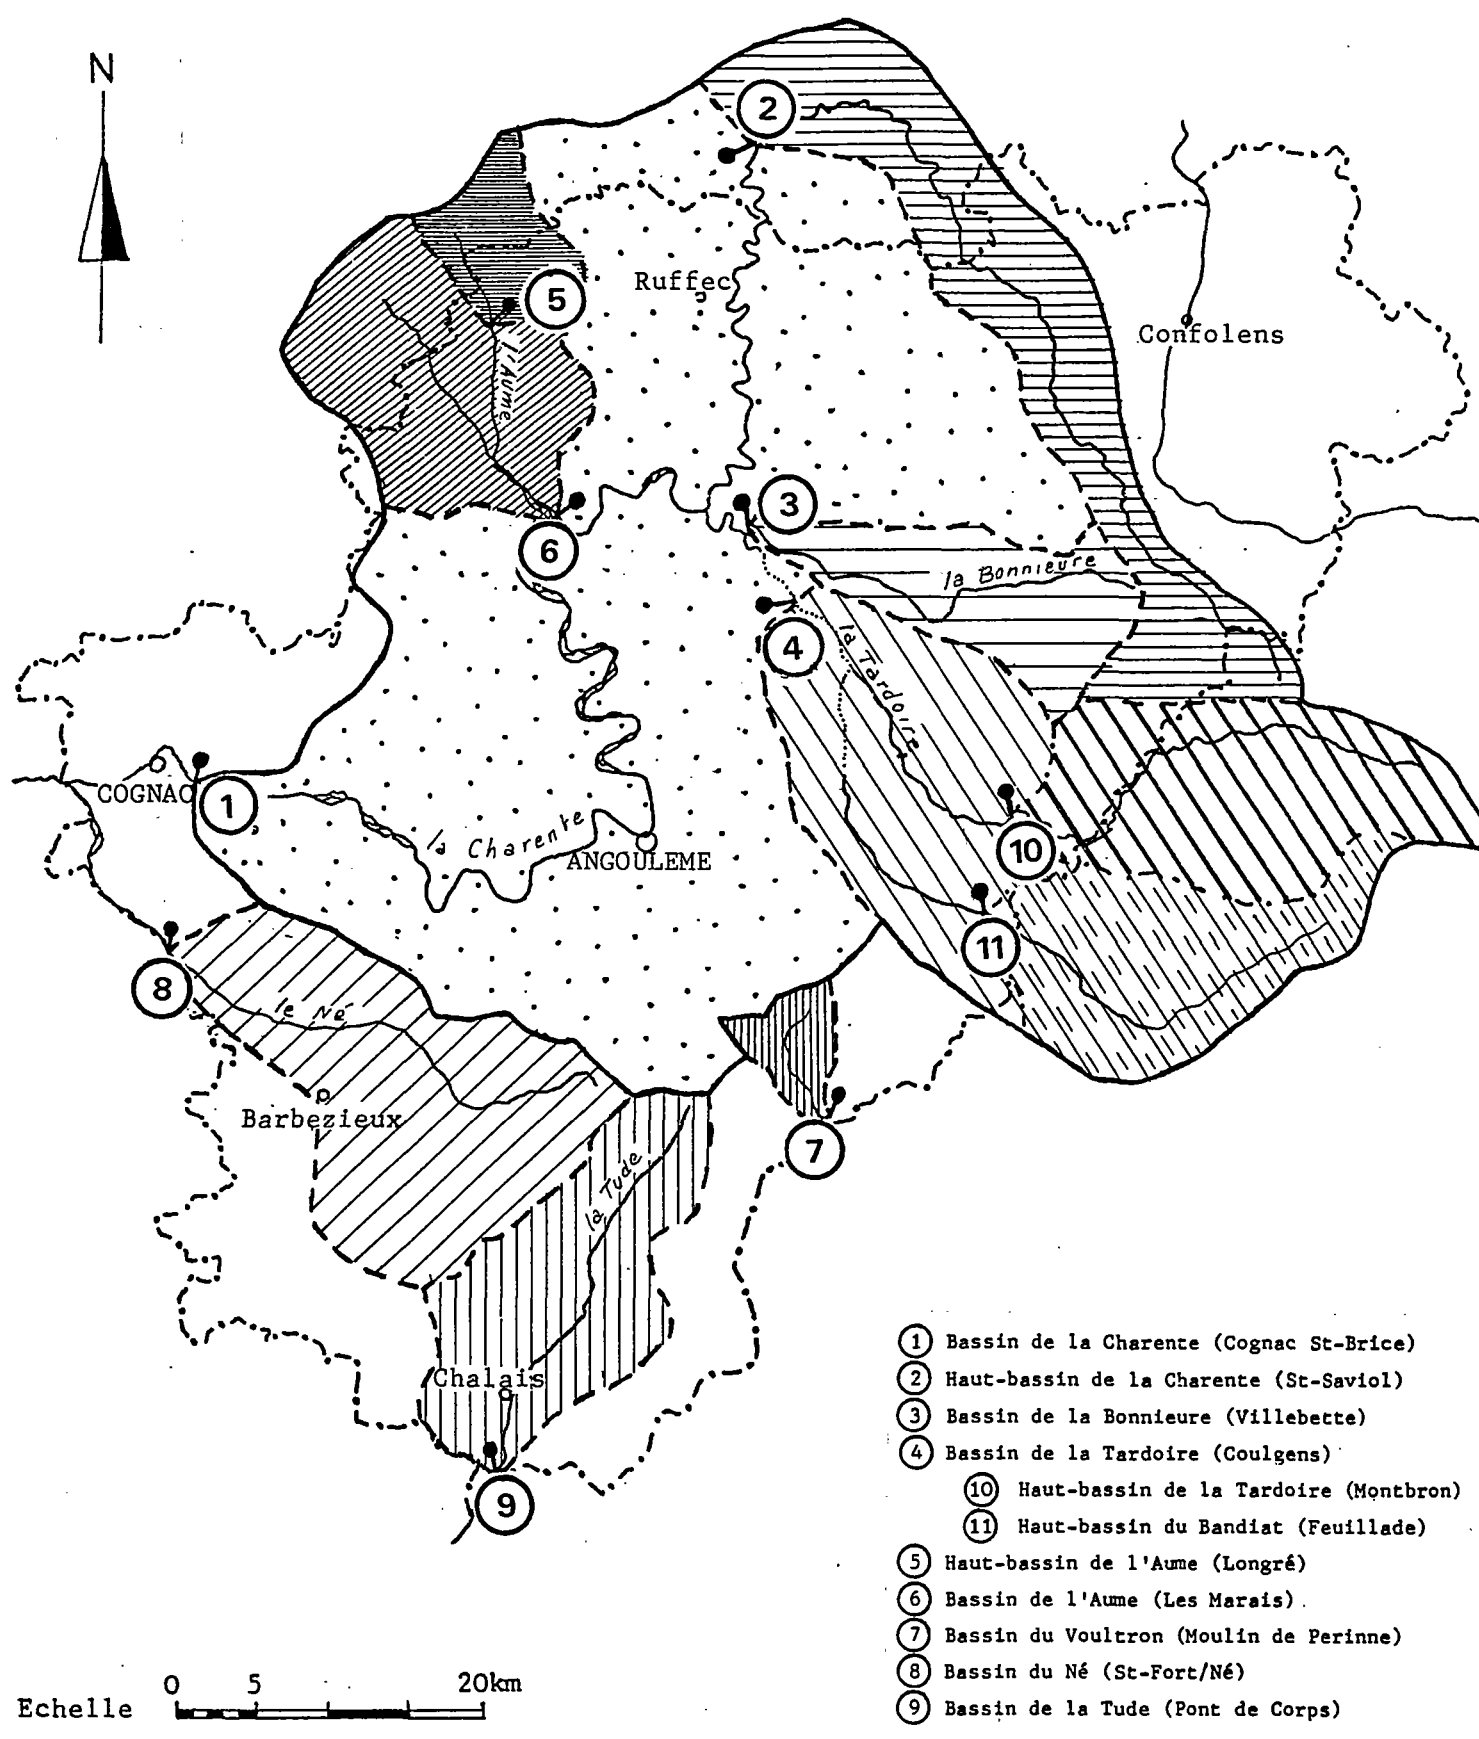 N
2
Ruffec
5
Confolens
l'Aume
3
6
la Bonnieure
4
la Tardoire
COGNAC
1
la Charente
ANGOULEME
10
11
8
le Né
Barbezieux
7
la Tude
Chalais
9
1 Bassin de la Charente (Cognac St-Brice)
2 Haut-bassin de la Charente (St-Saviol)
3 Bassin de la Bonnieure (Villebette)
4 Bassin de la Tardoire (Coulgens)
10 Haut-bassin de la Tardoire (Montbron)
11 Haut-bassin du Bandiat (Feuillade)
5 Haut-bassin de l'Aume (Longré)
6 Bassin de l'Aume (Les Marais)
7 Bassin du Voultron (Moulin de Perinne)
8 Bassin du Né (St-Fort/Né)
9 Bassin de la Tude (Pont de Corps)
0 5 20km
Echelle